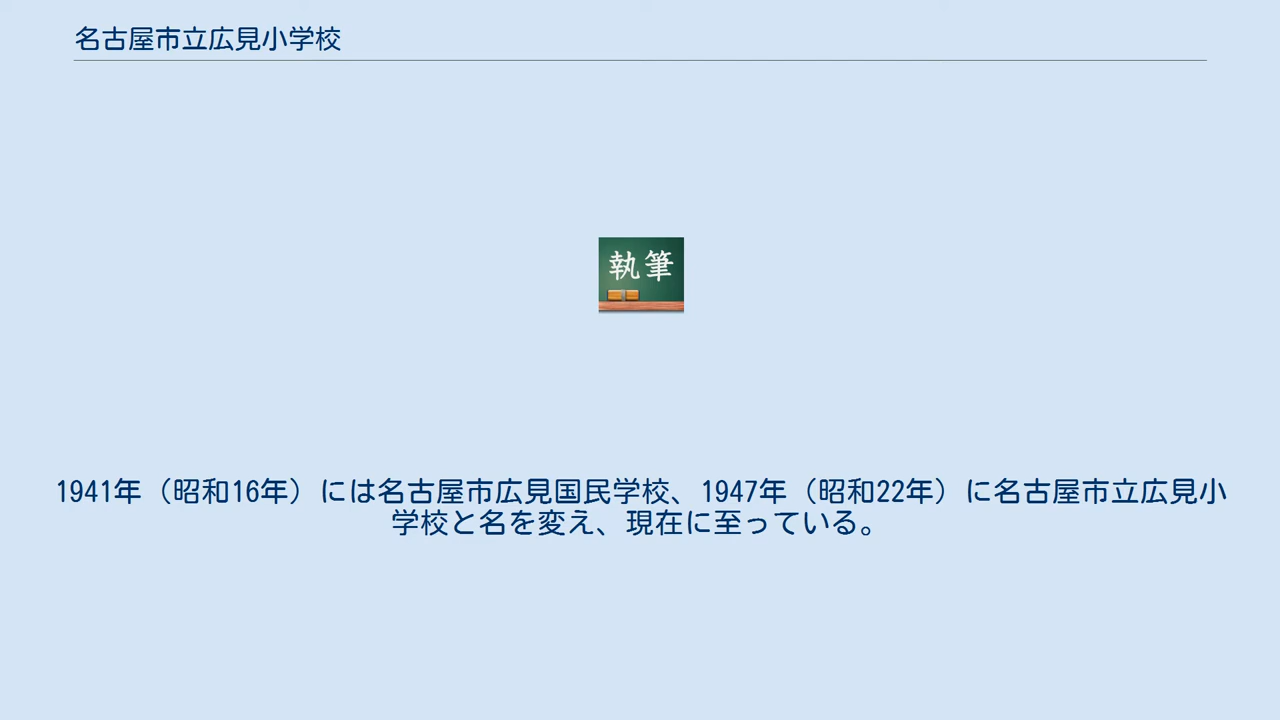 名古屋市立広見小学校
執筆
1941年（昭和16年）には名古屋市広見国民学校、1947年（昭和22年）に名古屋市立広見小
学校と名を変え、現在に至っている。